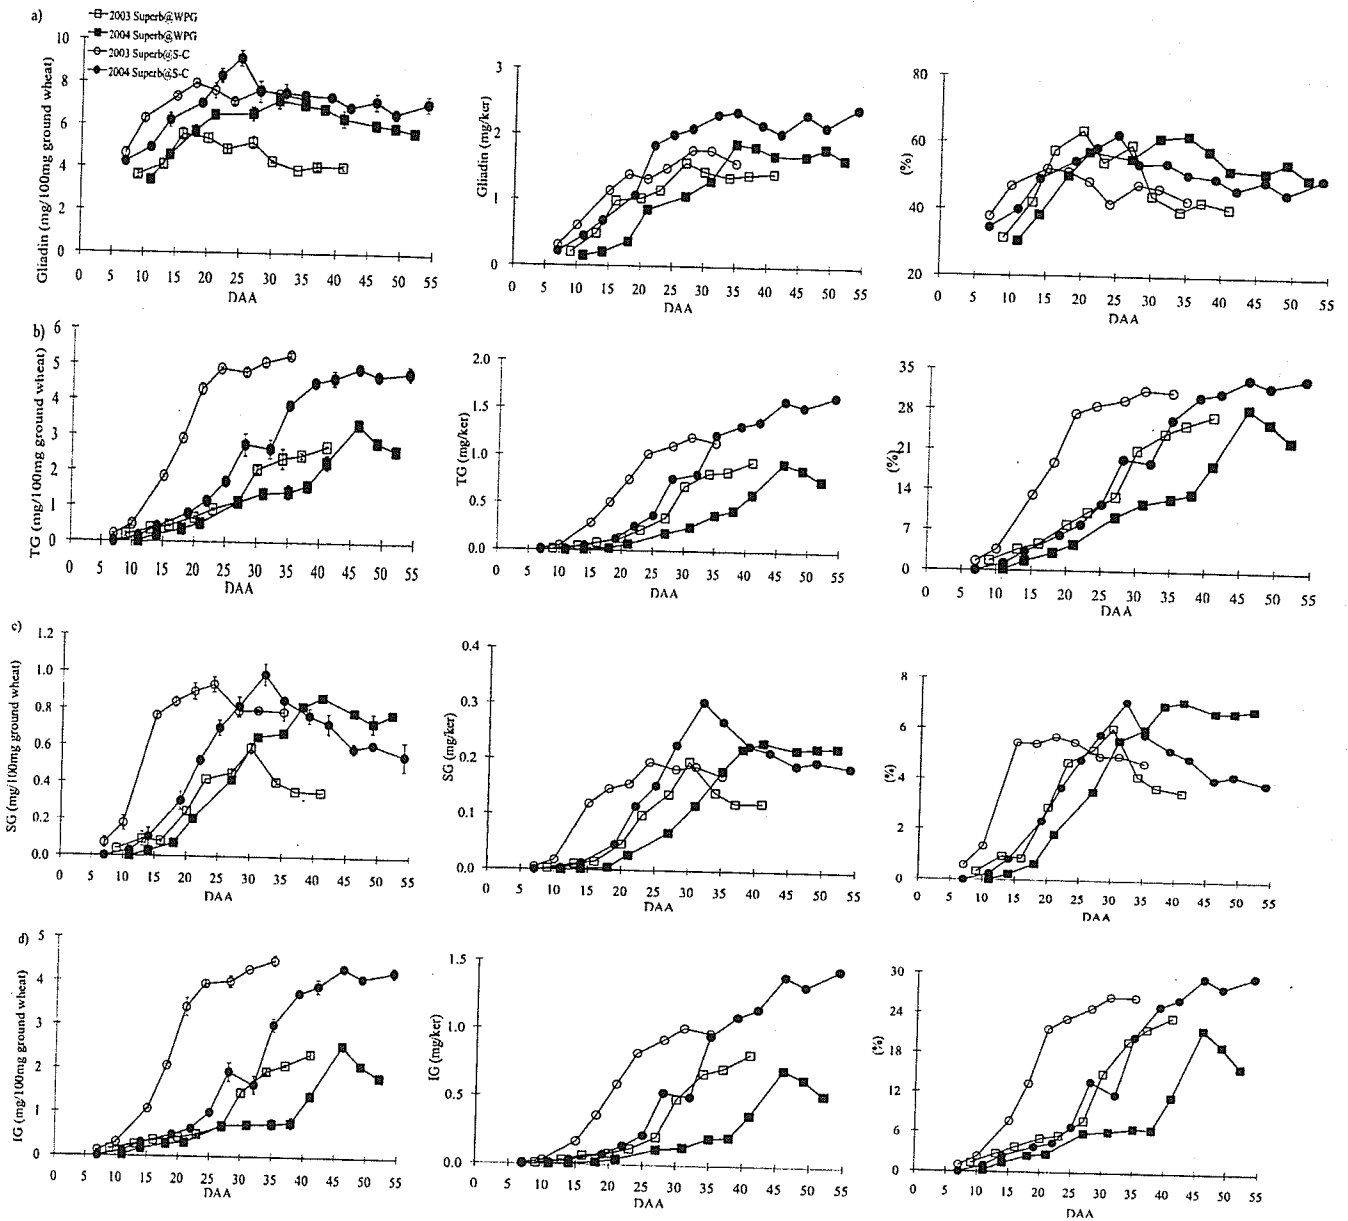 a)
2003 Superb@WPG
2004 Superb@WPG
2003 Superb@S-C
2004 Superb@S-C
Gliadin (mg/100mg ground wheat)
10
8
6
4
2
0
0 5 10 15 20 25 30 35 40 45 50 55
DAA
Gliadin (mg/ker)
3
2
1
0
0 5 10 15 20 25 30 35 40 45 50 55
DAA
(%)
80
60
40
20
0 5 10 15 20 25 30 35 40 45 50 55
DAA
b)
TG (mg/100mg ground wheat)
6
5
4
3
2
1
0
0 5 10 15 20 25 30 35 40 45 50 55
DAA
TG (mg/ker)
2.0
1.5
1.0
0.5
0.0
0 5 10 15 20 25 30 35 40 45 50 55
DAA
(%)
35
28
21
14
7
0
0 5 10 15 20 25 30 35 40 45 50 55
DAA
c)
SG (mg/100mg ground wheat)
1.2
1.0
0.8
0.6
0.4
0.2
0.0
0 5 10 15 20 25 30 35 40 45 50 55
DAA
SG (mg/ker)
0.4
0.3
0.2
0.1
0.0
0 5 10 15 20 25 30 35 40 45 50 55
DAA
(%)
8
6
4
2
0
0 5 10 15 20 25 30 35 40 45 50 55
DAA
d)
IG (mg/100mg ground wheat)
5
4
3
2
1
0
0 5 10 15 20 25 30 35 40 45 50 55
DAA
IG (mg/ker)
1.5
1.0
0.5
0.0
0 5 10 15 20 25 30 35 40 45 50 55
DAA
(%)
30
24
18
12
6
0
0 5 10 15 20 25 30 35 40 45 50 55
DAA